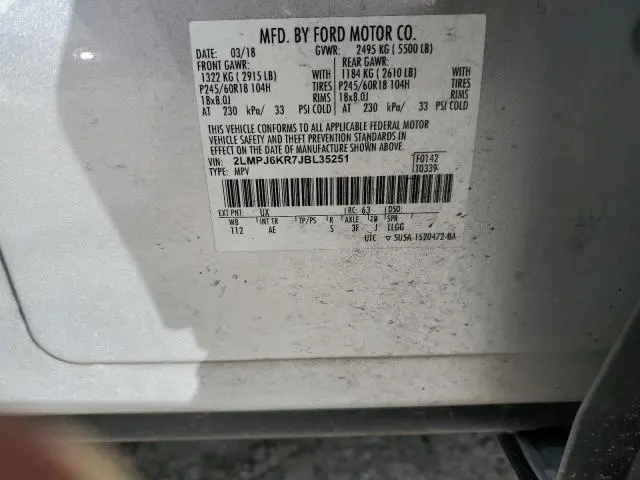 MFD. BY FORD MOTOR CO.
DATE: 03/18 GVWR: 2495 KG ( 5500 LB)
FRONT GAWR: REAR GAWR:
1322 KG ( 2915 LB) WITH 1184 KG ( 2610 LB) WITH
P245/60R18 104H TIRES P245/60R18 104H TIRES
18x8.0J RIMS 18x8.0J RIMS
AT 230 kPa/ 33 PSI COLD AT 230 kPa/ 33 PSI COLD
THIS VEHICLE CONFORMS TO ALL APPLICABLE FEDERAL MOTOR
VEHICLE SAFETY AND THEFT PREVENTION STANDARDS IN
EFFECT ON THE DATE OF MANUFACTURE SHOWN ABOVE.
VIN: 2LMPJ6KR7JBL35251 F0142
TYPE: MPV T0339
EXT PNT: UX RC: 63 DSO:
WB INT TR TP/PS R AXLE TR SPR
112 AE S 3F J LLGG
UTC ▽ SU5A-1520472-BA